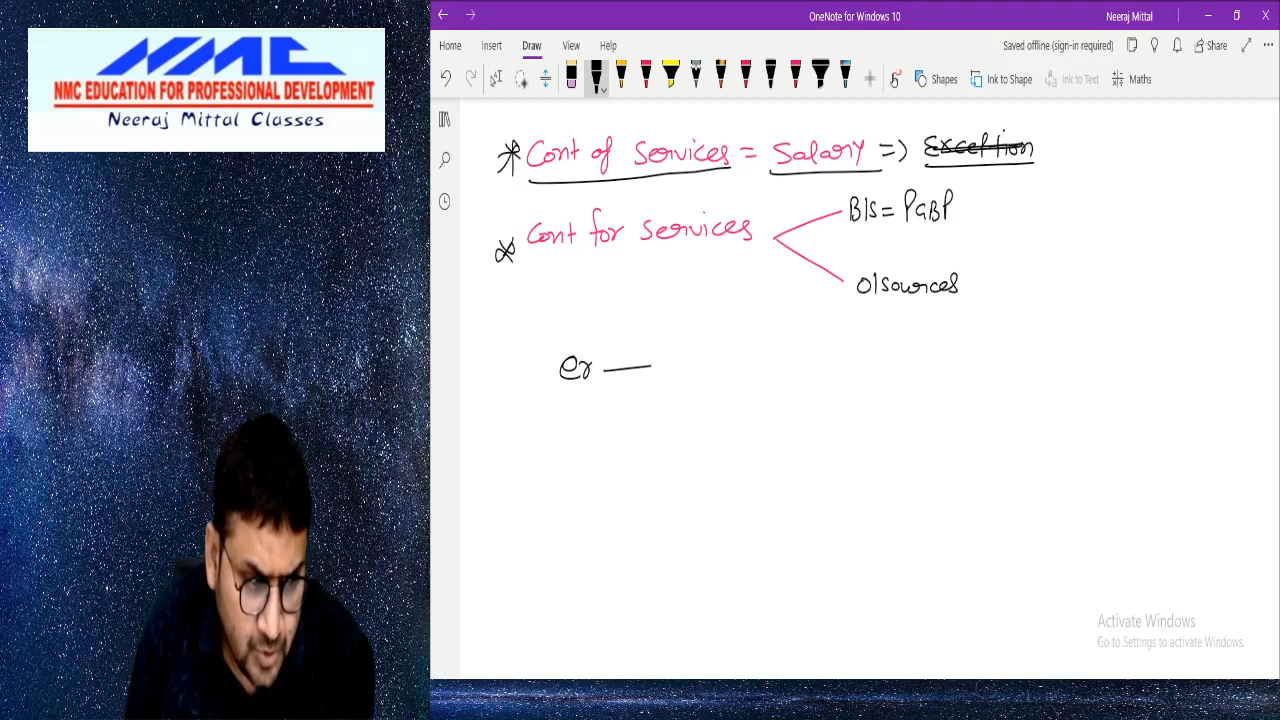 NMC
NMC EDUCATION FOR PROFESSIONAL DEVELOPMENT
Neeraj Mittal Classes
OneNote for Windows 10
Neeraj Mittal
Home Insert Draw View Help
Saved offline (sign-in required)
Share
Shapes Ink to Shape Ink to Text Maths
* Cont of Services = Salary => Exception
* Cont for services
B/S = PGBP
O/Sources
er —
Activate Windows
Go to Settings to activate Windows.